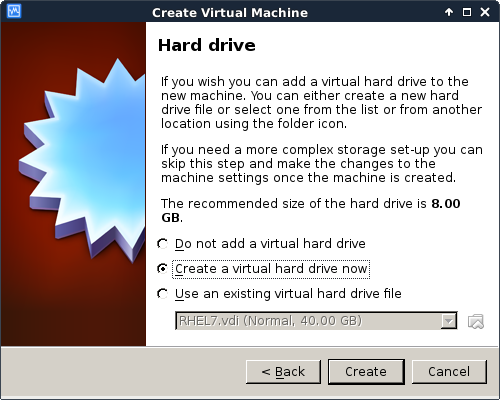 Create Virtual Machine
Hard drive
If you wish you can add a virtual hard drive to the
new machine. You can either create a new hard
drive file or select one from the list or from another
location using the folder icon.
If you need a more complex storage set-up you can
skip this step and make the changes to the
machine settings once the machine is created.
The recommended size of the hard drive is 8.00
GB.
Do not add a virtual hard drive
Create a virtual hard drive now
Use an existing virtual hard drive file
RHEL7.vdi (Normal, 40.00 GB)
< Back
Create
Cancel